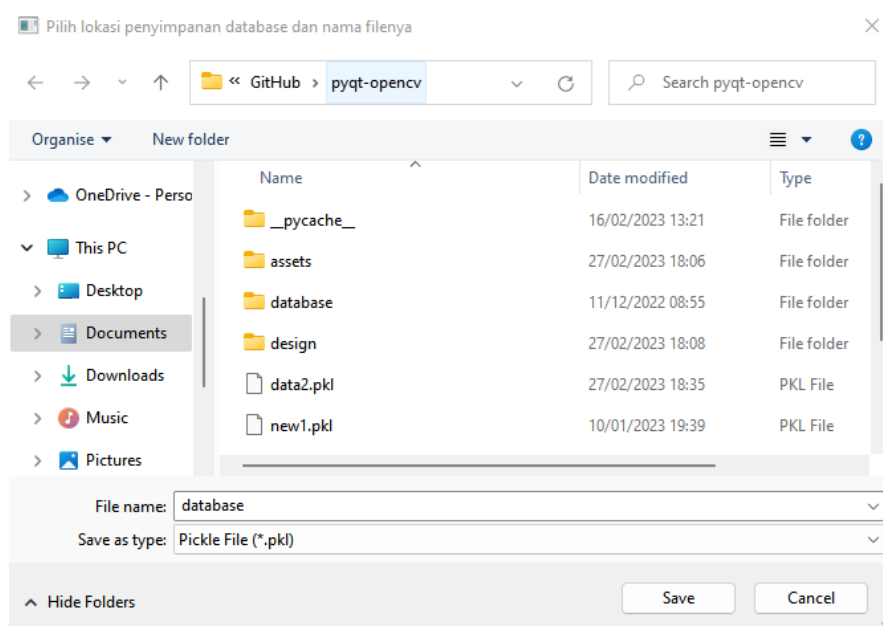 Pilih lokasi penyimpanan database dan nama filenya
« GitHub › pyqt-opencv
Search pyqt-opencv
Organise
New folder
Name
Date modified
Type
OneDrive - Perso
This PC
Desktop
Documents
Downloads
Music
Pictures
__pycache__ 16/02/2023 13:21 File folder
assets 27/02/2023 18:06 File folder
database 11/12/2022 08:55 File folder
design 27/02/2023 18:08 File folder
data2.pkl 27/02/2023 18:35 PKL File
new1.pkl 10/01/2023 19:39 PKL File
File name: database
Save as type: Pickle File (*.pkl)
Hide Folders
Save
Cancel